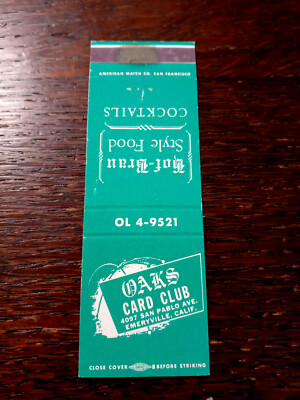 AMERICAN MATCH CO. SAN FRANCISCO
COCKTAILS
Style Food
Hof-Brau
OL 4-9521
OAKS
CARD CLUB
4097 SAN PABLO AVE.
EMERYVILLE, CALIF.
CLOSE COVER BEFORE STRIKING